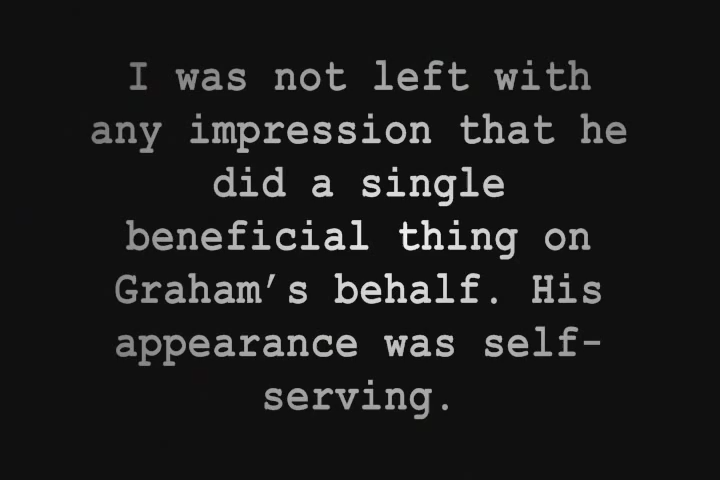 I was not left with
any impression that he
did a single
beneficial thing on
Graham's behalf. His
appearance was self-
serving.